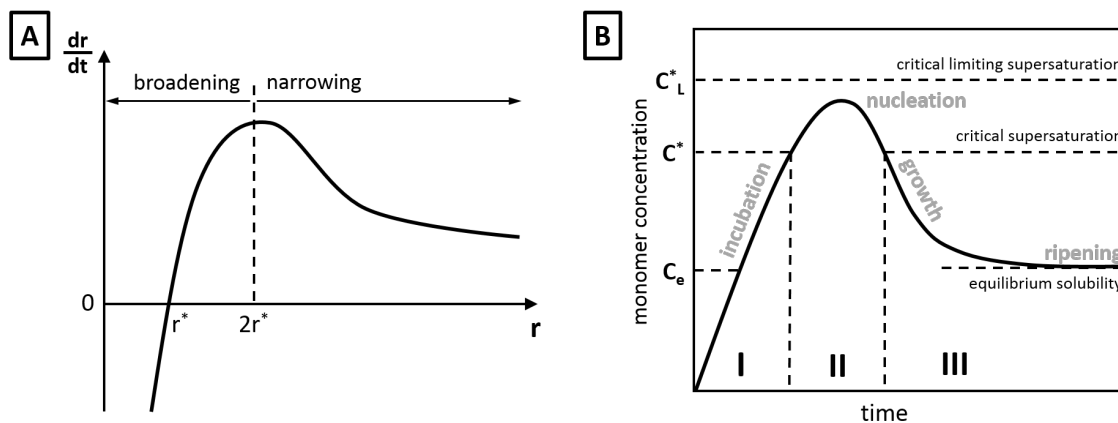 A
dr
dt
broadening
narrowing
0
r*
2r*
r
B
monomer concentration
C*L
critical limiting supersaturation
nucleation
C*
critical supersaturation
incubation
growth
Ce
ripening
equilibrium solubility
I
II
III
time